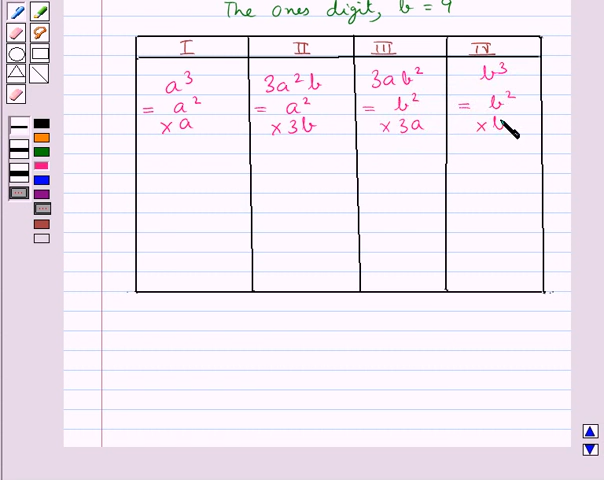 The ones digit, b = 9
I II III IV
a³ 3a²b 3ab² b³
= a² = a² = b² = b²
× a × 3b × 3a × b